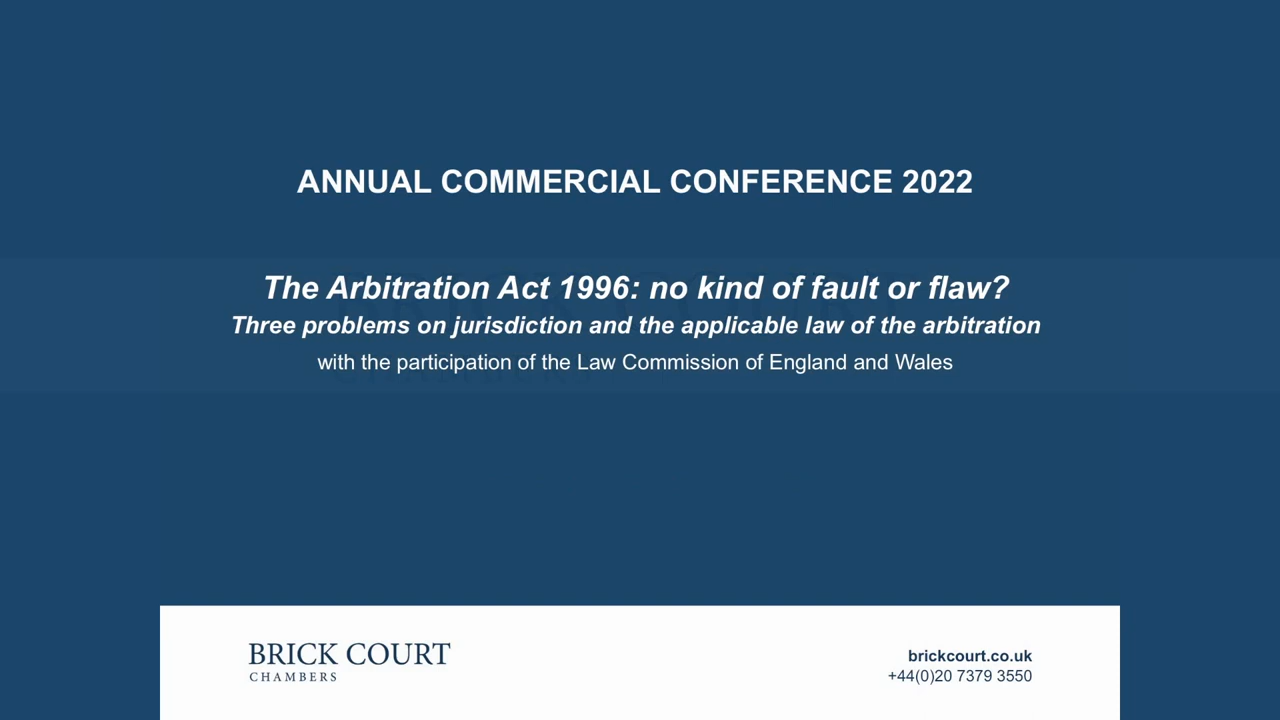 ANNUAL COMMERCIAL CONFERENCE 2022
The Arbitration Act 1996: no kind of fault or flaw?
Three problems on jurisdiction and the applicable law of the arbitration
with the participation of the Law Commission of England and Wales
BRICK COURT
CHAMBERS
brickcourt.co.uk
+44(0)20 7379 3550